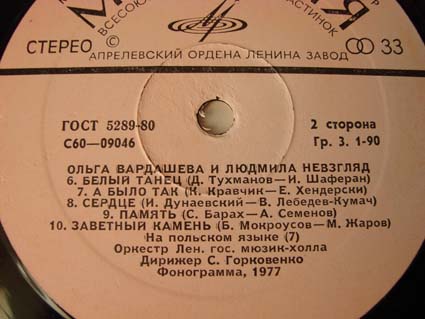 СТЕРЕО
33
АПРЕЛЕВСКИЙ ОРДЕНА ЛЕНИНА ЗАВОД
ГОСТ 5289-80
2 сторона
С60—09046
Гр. 3. 1-90
ОЛЬГА ВАРДАШЕВА И ЛЮДМИЛА НЕВЗГЛЯД
6. БЕЛЫЙ ТАНЕЦ (Д. Тухманов—И. Шаферан)
7. А БЫЛО ТАК (К. Кравчик—Е. Хендерски)
8. СЕРДЦЕ (И. Дунаевский—В. Лебедев-Кумач)
9. ПАМЯТЬ (С. Барах—А. Семенов)
10. ЗАВЕТНЫЙ КАМЕНЬ (Б. Мокроусов—М. Жаров)
На польском языке (7)
Оркестр Лен. гос. мюзик-холла
Дирижер С. Горковенко
Фонограмма, 1977